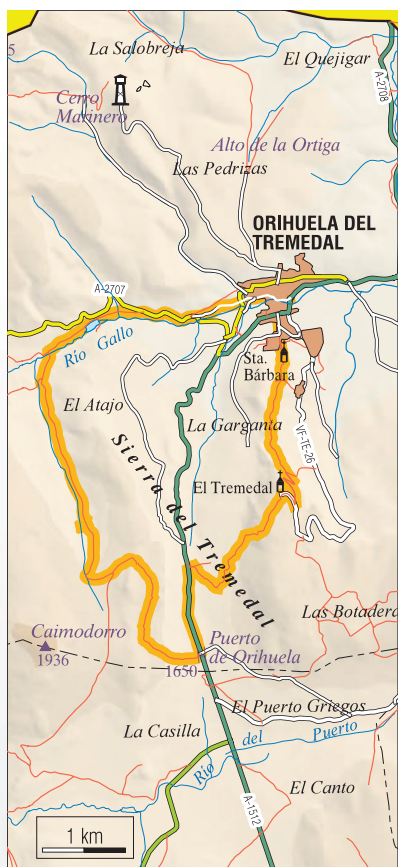 La Salobreja
El Quejigar
5
A-2708
Cerro
Marinero
Alto de la Ortiga
Las Pedrizas
ORIHUELA DEL
TREMEDAL
A-2707
Río Gallo
Sta.
Bárbara
El Atajo
La Garganta
VF-TE-26
El Tremedal
Sierra del Tremedal
Las Botadera
Caimodorro
1936
Puerto
de Orihuela
1650
El Puerto Griegos
La Casilla
Río del Puerto
El Canto
A-1512
1 km